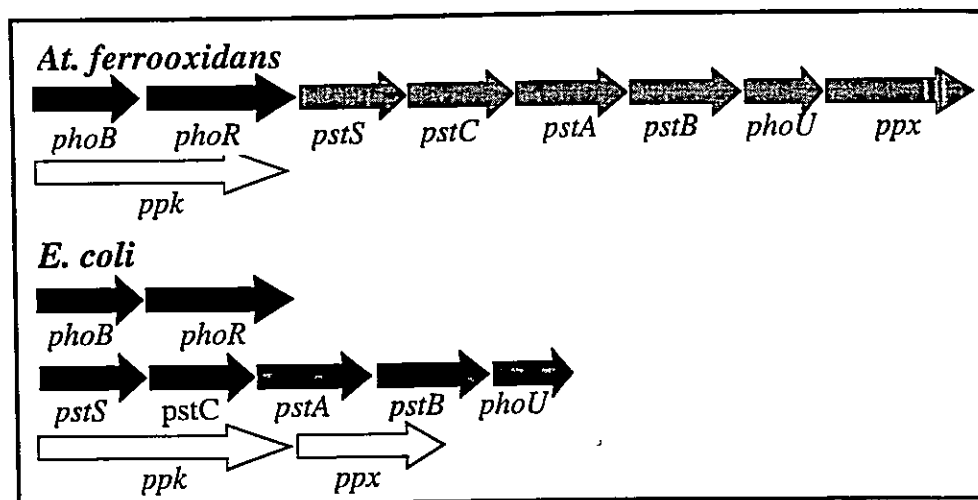 At. ferrooxidans
phoB phoR pstS pstC pstA pstB phoU ppx
ppk
E. coli
phoB phoR
pstS pstC pstA pstB phoU
ppk ppx